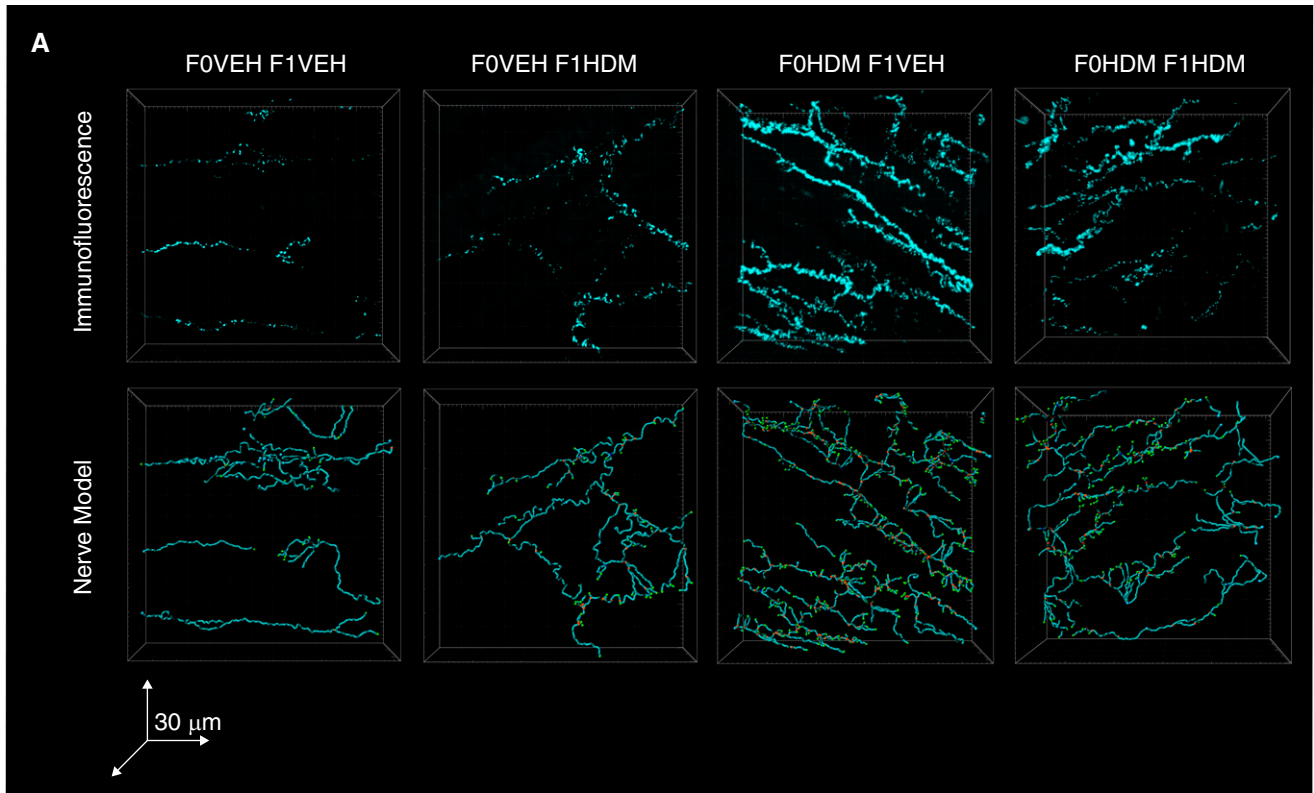 A
F0VEH F1VEH
F0VEH F1HDM
F0HDM F1VEH
F0HDM F1HDM
Immunofluorescence
Nerve Model
30 μm